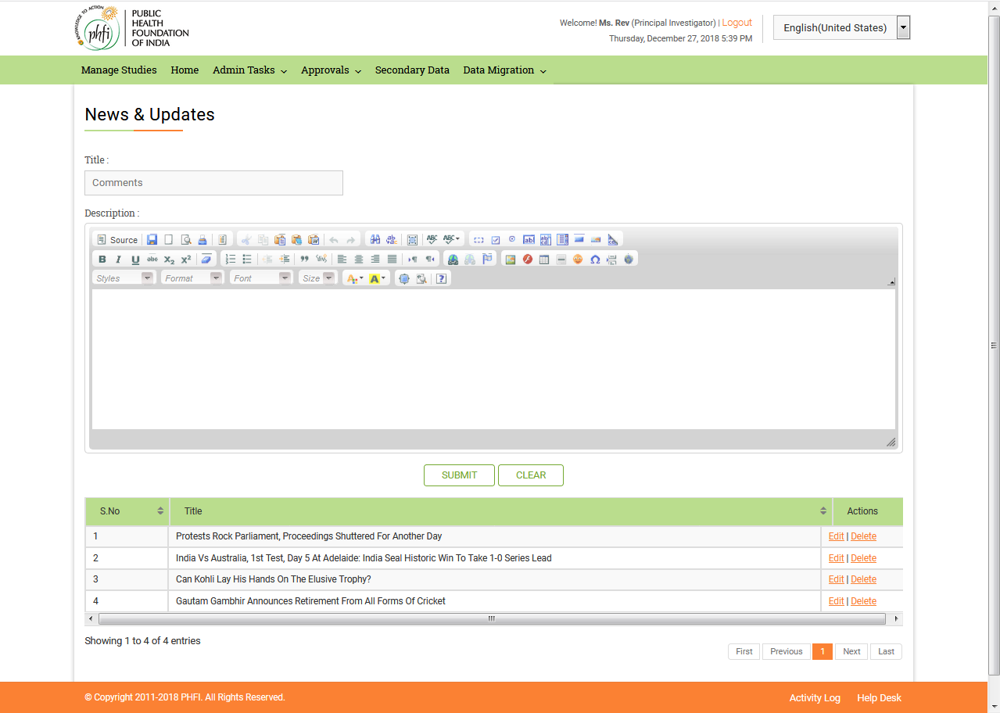 KNOWLEDGE TO ACTION
phfi
PUBLIC
HEALTH
FOUNDATION
OF INDIA
Welcome! Ms. Rev (Principal Investigator) | Logout
Thursday, December 27, 2018 5:39 PM
English(United States)
Manage Studies Home Admin Tasks Approvals Secondary Data Data Migration
News & Updates
Title :
Comments
Description :
Source
Styles Format Font Size
SUBMIT CLEAR
S.No Title Actions
1 Protests Rock Parliament, Proceedings Shuttered For Another Day Edit | Delete
2 India Vs Australia, 1st Test, Day 5 At Adelaide: India Seal Historic Win To Take 1-0 Series Lead Edit | Delete
3 Can Kohli Lay His Hands On The Elusive Trophy? Edit | Delete
4 Gautam Gambhir Announces Retirement From All Forms Of Cricket Edit | Delete
Showing 1 to 4 of 4 entries
First Previous 1 Next Last
© Copyright 2011-2018 PHFI. All Rights Reserved.
Activity Log Help Desk